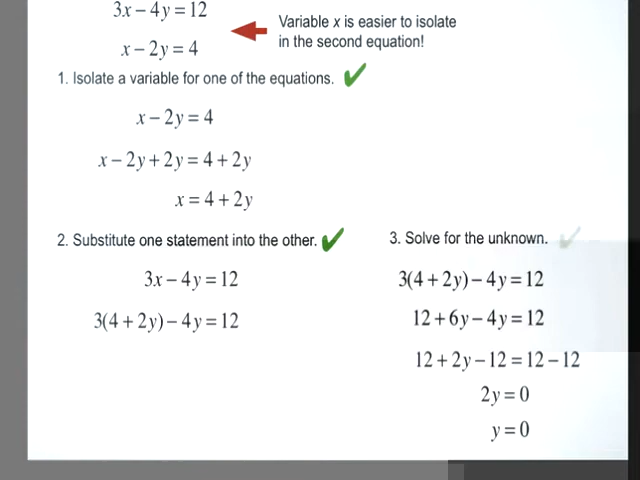 3x – 4y = 12
x – 2y = 4
Variable x is easier to isolate
in the second equation!
1. Isolate a variable for one of the equations.
x – 2y = 4
x – 2y + 2y = 4 + 2y
x = 4 + 2y
2. Substitute one statement into the other.
3x – 4y = 12
3(4 + 2y) – 4y = 12
3. Solve for the unknown.
3(4 + 2y) – 4y = 12
12 + 6y – 4y = 12
12 + 2y – 12 = 12 – 12
2y = 0
y = 0